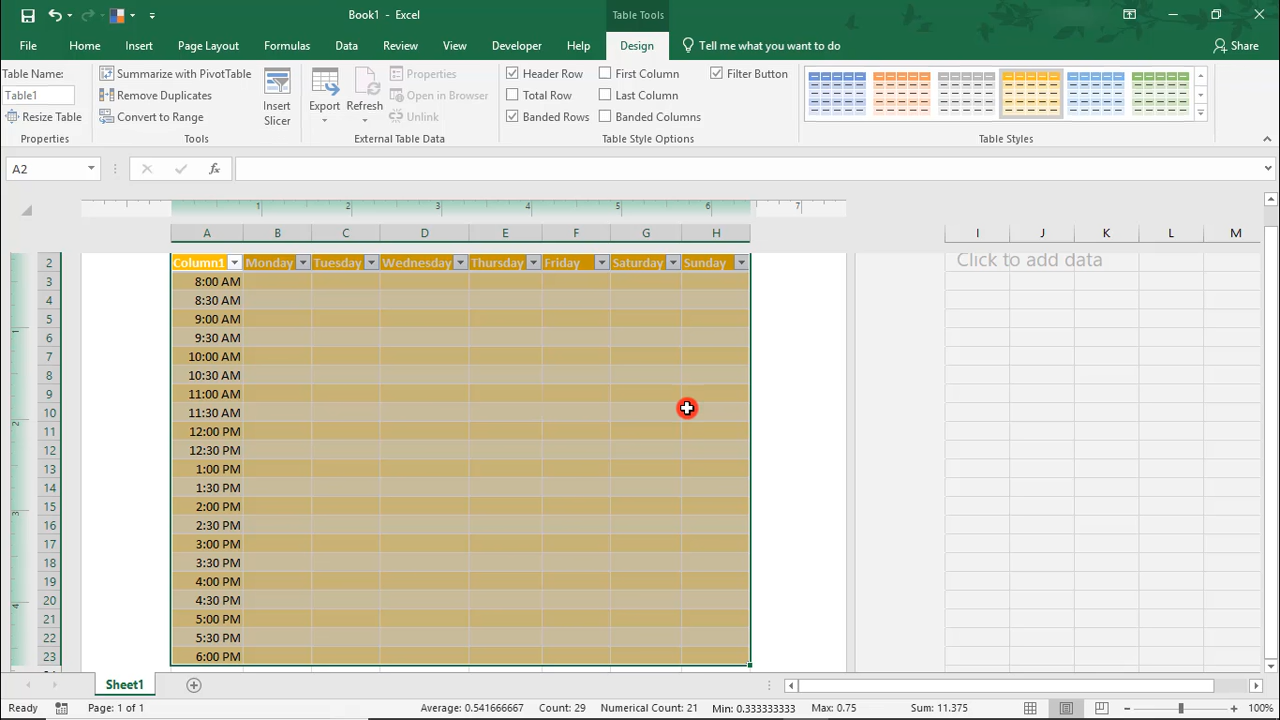 Book1 - Excel
Table Tools
File Home Insert Page Layout Formulas Data Review View Developer Help Design Tell me what you want to do Share
Table Name:
Table1
Resize Table
Properties
Summarize with PivotTable
Remove Duplicates
Convert to Range
Tools
Insert
Slicer
Export
Refresh
Properties
Open in Browser
Unlink
External Table Data
Header Row
Total Row
Banded Rows
First Column
Last Column
Banded Columns
Filter Button
Table Style Options
Table Styles
A2
fx
1 2 3 4 5 6 7
A B C D E F G H I J K L M
2 Column1 Monday Tuesday Wednesday Thursday Friday Saturday Sunday Click to add data
3 8:00 AM
4 8:30 AM
5 9:00 AM
6 9:30 AM
7 10:00 AM
8 10:30 AM
9 11:00 AM
10 11:30 AM
11 12:00 PM
12 12:30 PM
13 1:00 PM
14 1:30 PM
15 2:00 PM
16 2:30 PM
17 3:00 PM
18 3:30 PM
19 4:00 PM
20 4:30 PM
21 5:00 PM
22 5:30 PM
23 6:00 PM
1
2
3
4
Sheet1
Ready Page: 1 of 1 Average: 0.541666667 Count: 29 Numerical Count: 21 Min: 0.333333333 Max: 0.75 Sum: 11.375 100%